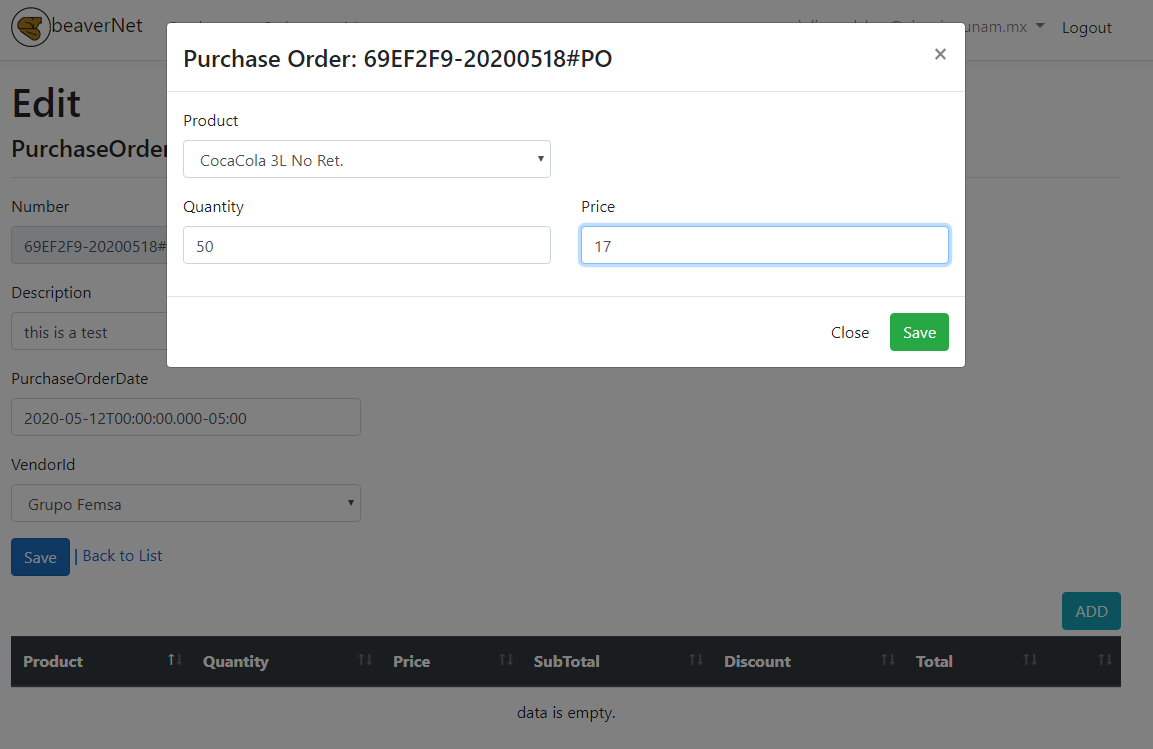 beaverNet
unam.mx
Logout
Purchase Order: 69EF2F9-20200518#PO
×
Edit
PurchaseOrder
Product
CocaCola 3L No Ret.
Number
Quantity
Price
69EF2F9-20200518#
50
17
Description
this is a test
Close
Save
PurchaseOrderDate
2020-05-12T00:00:00.000-05:00
VendorId
Grupo Femsa
Save | Back to List
ADD
Product Quantity Price SubTotal Discount Total
data is empty.